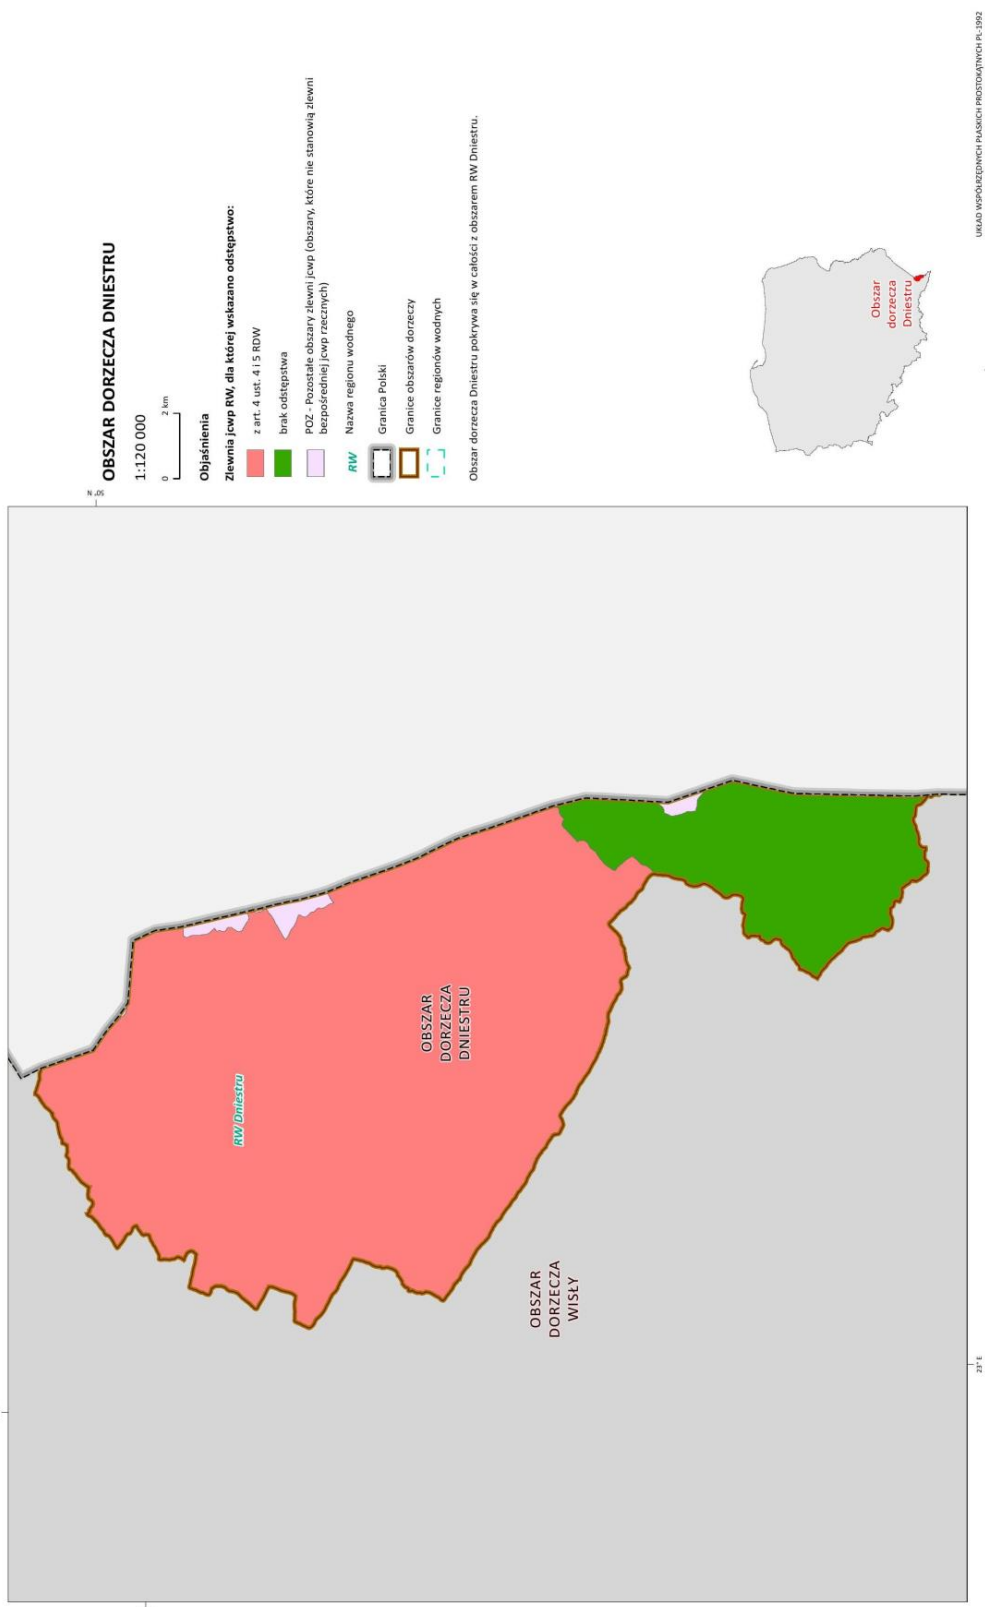 OBSZAR DORZECZA DNIESTRU
1:120 000
0
2 km
Objaśnienia
Zlewnia jcwp RW, dla której wskazano odstępstwo:
z art. 4 ust. 4 i 5 RDW
brak odstępstwa
POZ - Pozostałe obszary zlewni jcwp (obszary, które nie stanowią zlewni
bezpośredniej jcwp rzecznych)
RW Nazwa regionu wodnego
Granica Polski
Granice obszarów dorzeczy
Granice regionów wodnych
Obszar dorzecza Dniestru pokrywa się w całości z obszarem RW Dniestru.
Obszar
dorzecza
Dniestru
UKŁAD WSPÓŁRZĘDNYCH PŁASKICH PROSTOKĄTNYCH PL-1992
RW Dniestru
OBSZAR
DORZECZA
DNIESTRU
OBSZAR
DORZECZA
WISŁY
50° N
23° E